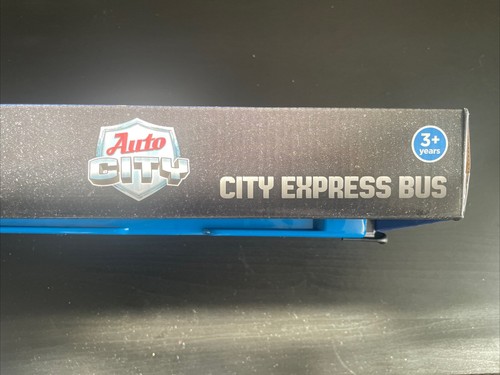 Auto
CITY
3+
years
CITY EXPRESS BUS